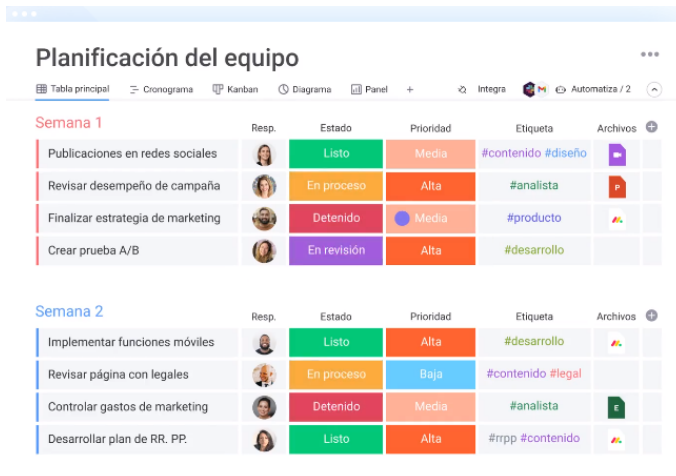 Planificación del equipo
Tabla principal Cronograma Kanban Diagrama Panel + Integra Automatiza / 2
Semana 1 Resp. Estado Prioridad Etiqueta Archivos
Publicaciones en redes sociales Listo Media #contenido #diseño
Revisar desempeño de campaña En proceso Alta #analista P
Finalizar estrategia de marketing Detenido Media #producto
Crear prueba A/B En revisión Alta #desarrollo
Semana 2 Resp. Estado Prioridad Etiqueta Archivos
Implementar funciones móviles Listo Alta #desarrollo
Revisar página con legales En proceso Baja #contenido #legal
Controlar gastos de marketing Detenido Media #analista E
Desarrollar plan de RR. PP. Listo Alta #rrpp #contenido